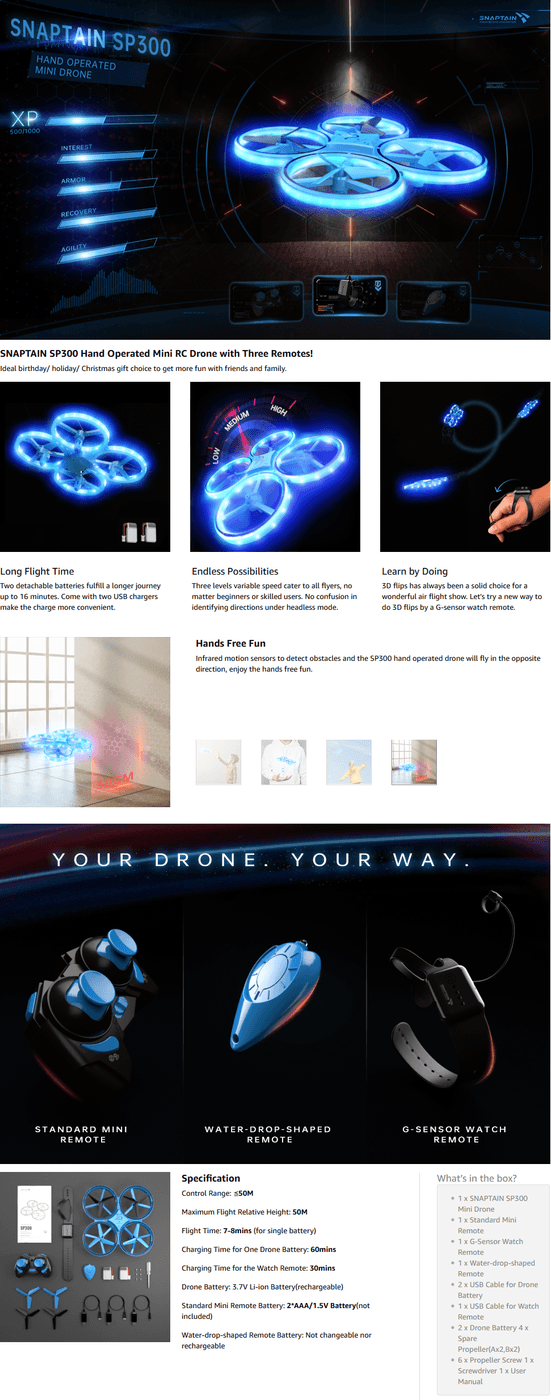 SNAPTAIN SP300
SNAPTAIN
HAND OPERATED
MINI DRONE
XP
500/1000
INTEREST
ARMOR
RECOVERY
AGILITY
SNAPTAIN SP300 Hand Operated Mini RC Drone with Three Remotes!
Ideal birthday/ holiday/ Christmas gift choice to get more fun with friends and family.
LOW
MEDIUM
HIGH
Long Flight Time
Two detachable batteries fulfill a longer journey
up to 16 minutes. Come with two USB chargers
make the charge more convenient.
Endless Possibilities
Three levels variable speed cater to all flyers, no
matter beginners or skilled users. No confusion in
identifying directions under headless mode.
Learn by Doing
3D flips has always been a solid choice for a
wonderful air flight show. Let's try a new way to
do 3D flips by a G-sensor watch remote.
Hands Free Fun
Infrared motion sensors to detect obstacles and the SP300 hand operated drone will fly in the opposite
direction, enjoy the hands free fun.
YOUR DRONE. YOUR WAY.
STANDARD MINI
REMOTE
WATER-DROP-SHAPED
REMOTE
G-SENSOR WATCH
REMOTE
SP300
Specification
Control Range: ≤50M
Maximum Flight Relative Height: 50M
Flight Time: 7-8mins (for single battery)
Charging Time for One Drone Battery: 60mins
Charging Time for the Watch Remote: 30mins
Drone Battery: 3.7V Li-ion Battery(rechargeable)
Standard Mini Remote Battery: 2*AAA/1.5V Battery(not
included)
Water-drop-shaped Remote Battery: Not changeable nor
rechargeable
What's in the box?
1 x SNAPTAIN SP300
Mini Drone
1 x Standard Mini
Remote
1 x G-Sensor Watch
Remote
1 x Water-drop-shaped
Remote
2 x USB Cable for Drone
Battery
1 x USB Cable for Watch
Remote
2 x Drone Battery 4 x
Spare
Propeller(Ax2,Bx2)
6 x Propeller Screw 1 x
Screwdriver 1 x User
Manual